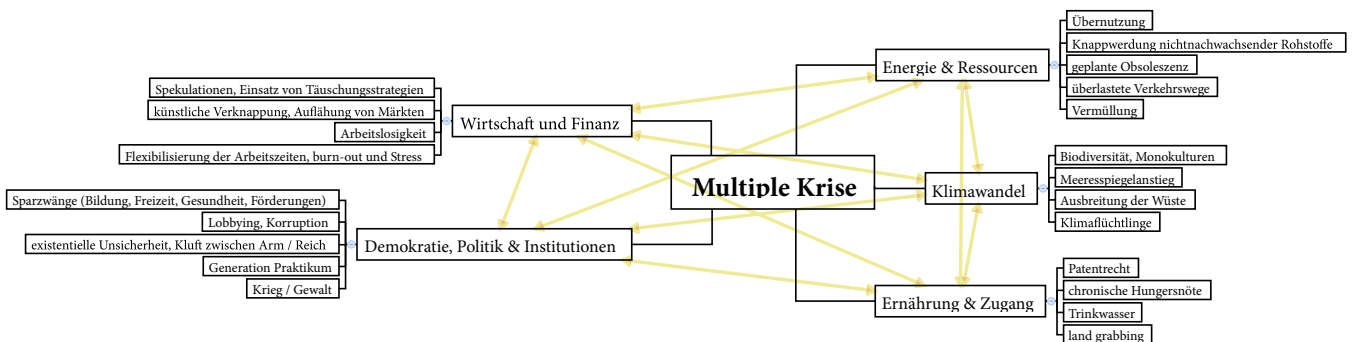 Multiple Krise
Energie & Ressourcen
Übernutzung
Knappwerdung nichtnachwachsender Rohstoffe
geplante Obsoleszenz
überlastete Verkehrswege
Vermüllung
Klimawandel
Biodiversität, Monokulturen
Meeresspiegelanstieg
Ausbreitung der Wüste
Klimaflüchtlinge
Ernährung & Zugang
Patentrecht
chronische Hungersnöte
Trinkwasser
land grabbing
Wirtschaft und Finanz
Spekulationen, Einsatz von Täuschungsstrategien
künstliche Verknappung, Auflähung von Märkten
Arbeitslosigkeit
Flexibilisierung der Arbeitszeiten, burn-out und Stress
Demokratie, Politik & Institutionen
Sparzwänge (Bildung, Freizeit, Gesundheit, Förderungen)
Lobbying, Korruption
existentielle Unsicherheit, Kluft zwischen Arm / Reich
Generation Praktikum
Krieg / Gewalt